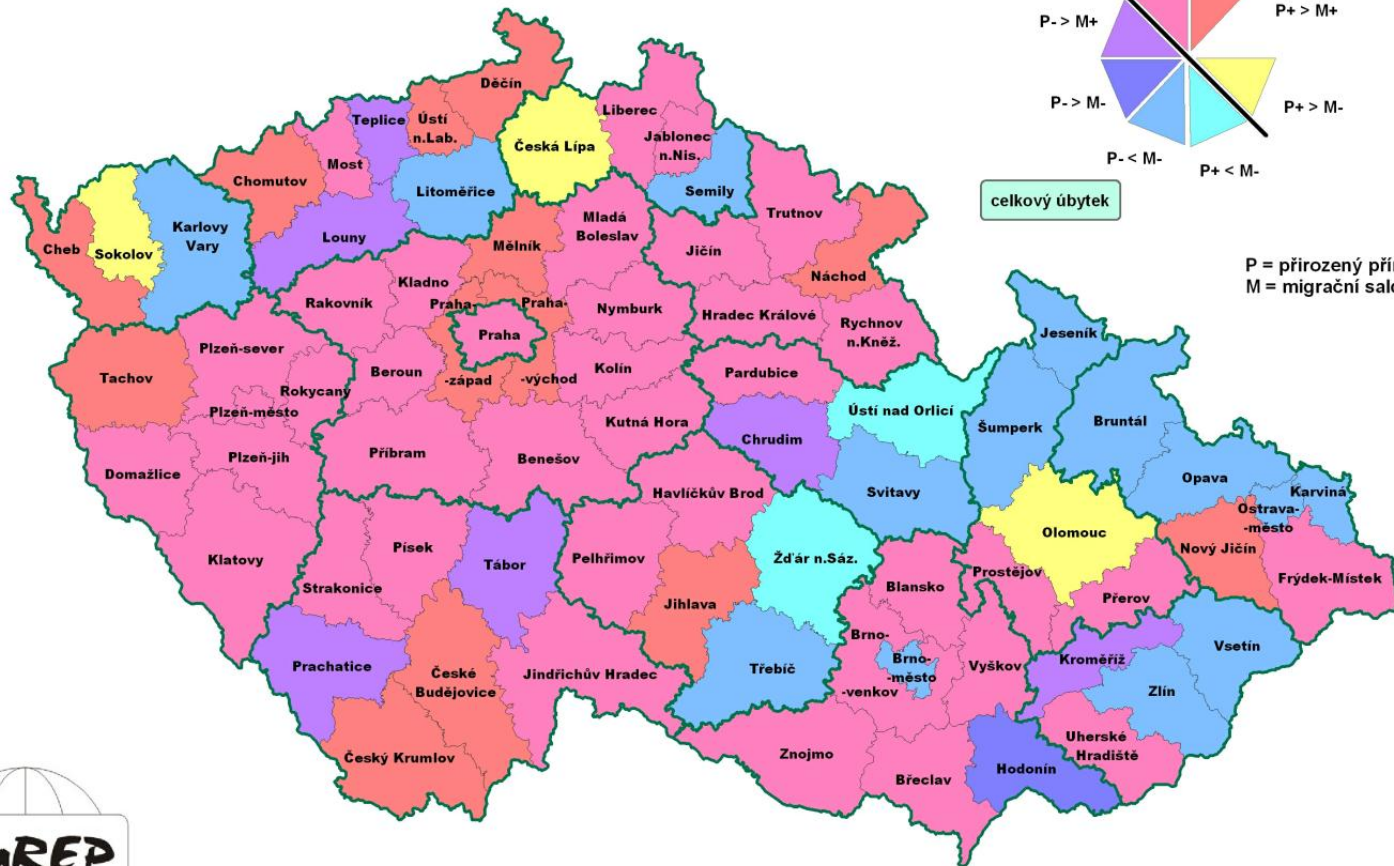 P- > M+
P+ > M+
P- > M-
P+ > M-
P- < M-
P+ < M-
celkový úbytek
P = přirozený pří
M = migrační sal
Děčín
Teplice
Ústí
n.Lab.
Liberec
Most
Česká Lípa
Jablonec
n.Nis.
Chomutov
Litoměřice
Semily
Karlovy
Vary
Louny
Mladá
Boleslav
Trutnov
Cheb
Sokolov
Mělník
Jičín
Náchod
Kladno
Rakovník
Praha-
Praha-
Nymburk
Hradec Králové
Rychnov
n.Kněž.
Praha
Jeseník
Plzeň-sever
Beroun
Kolín
Pardubice
Tachov
-západ
-východ
Rokycany
Plzeň-město
Ústí nad Orlicí
Kutná Hora
Chrudim
Šumperk
Bruntál
Příbram
Benešov
Plzeň-jih
Domažlice
Opava
Havlíčkův Brod
Svitavy
Karviná
Ostrava-
-město
Olomouc
Nový Jičín
Klatovy
Písek
Tábor
Pelhřimov
Žďár n.Sáz.
Strakonice
Blansko
Prostějov
Frýdek-Místek
Přerov
Jihlava
Brno-
Vsetín
Prachatice
České
Budějovice
Jindřichův Hradec
Třebíč
Brno-
-město
Vyškov
Kroměříž
-venkov
Zlín
Český Krumlov
Znojmo
Břeclav
Hodonín
Uherské
Hradiště
REP